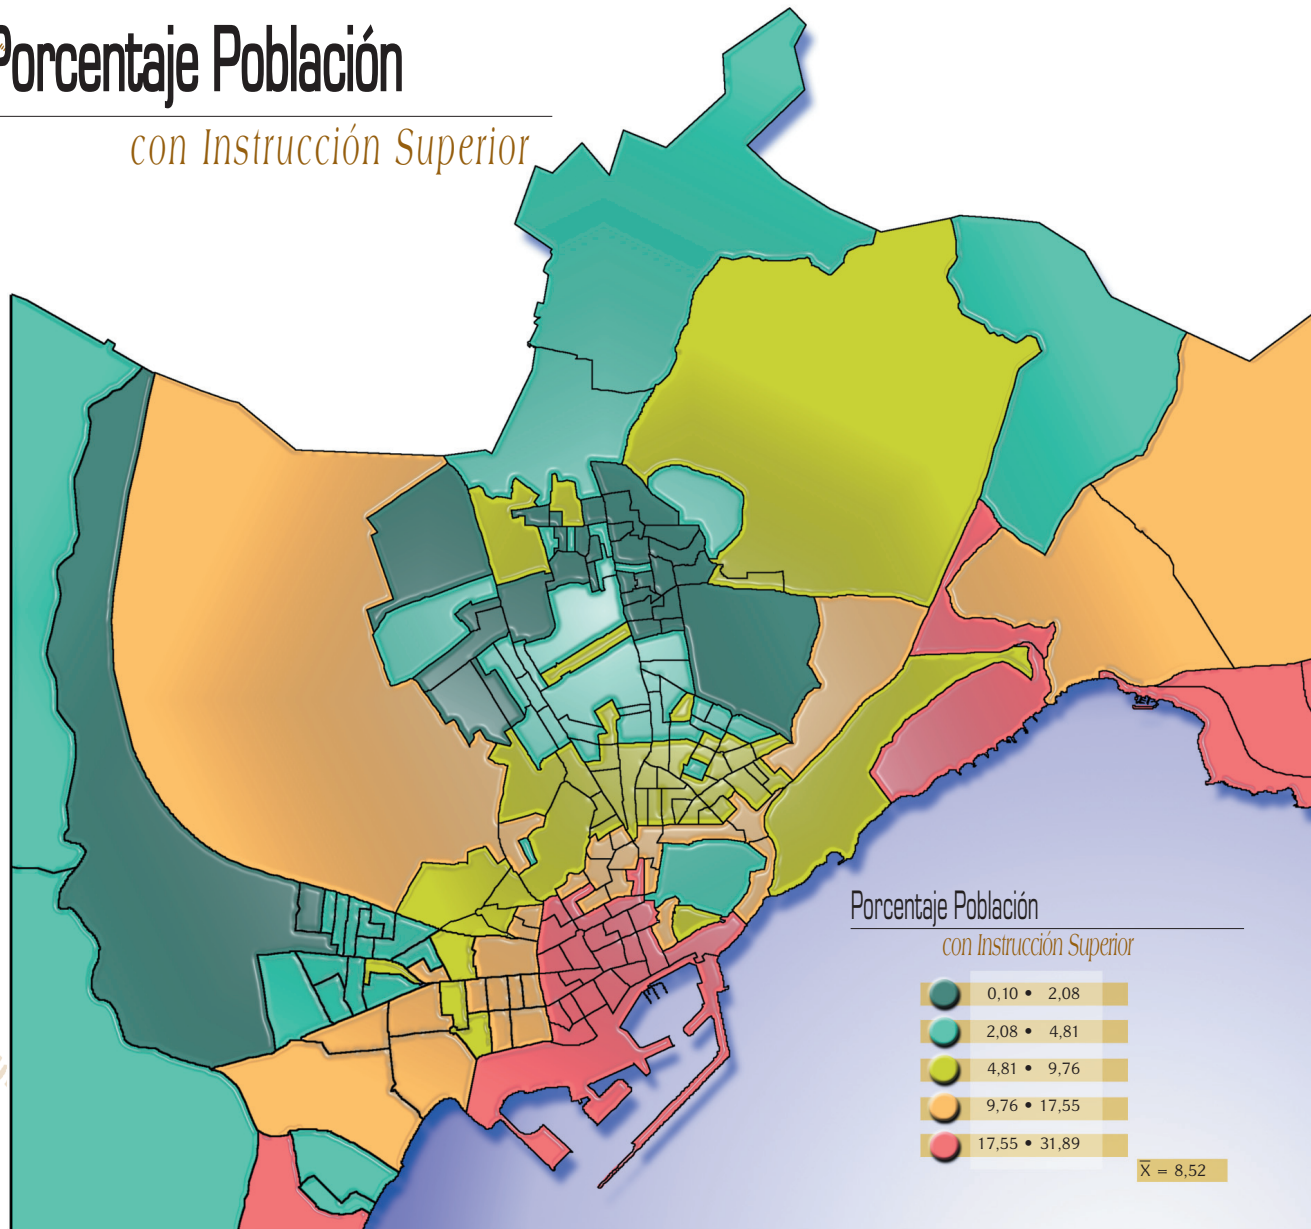 Porcentaje Población
con Instrucción Superior
Porcentaje Población
con Instrucción Superior
0,10 • 2,08
2,08 • 4,81
4,81 • 9,76
9,76 • 17,55
17,55 • 31,89
X̅ = 8,52